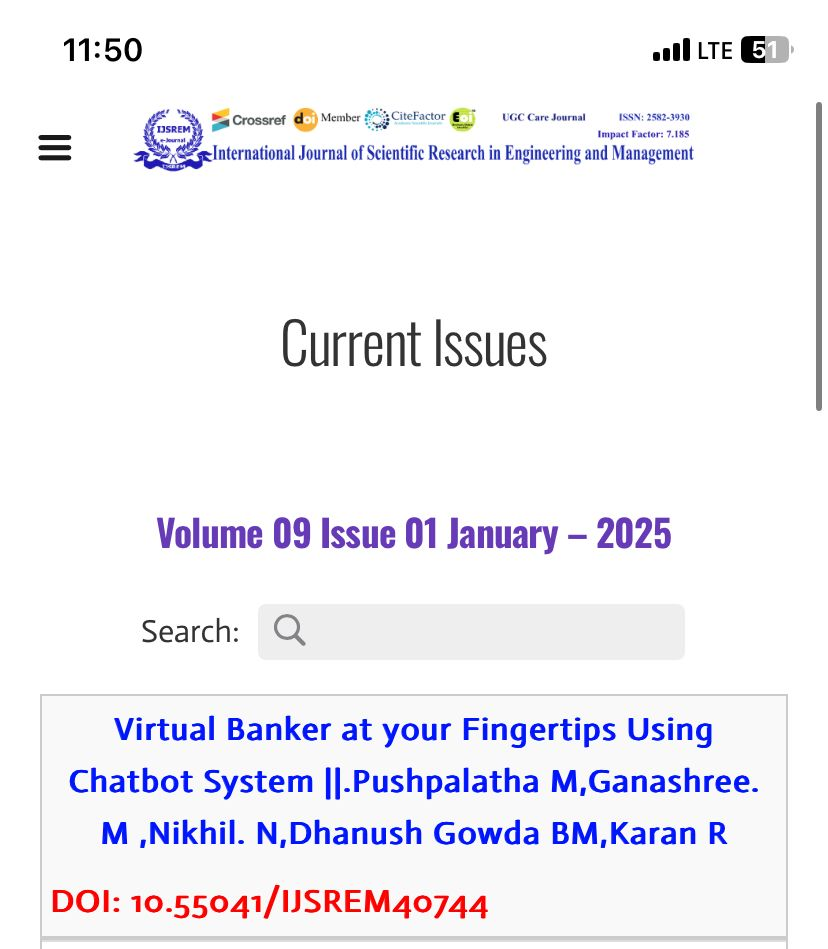 11:50
LTE 51
Crossref doi Member CiteFactor Eoi UGC Care Journal ISSN: 2582-3930
IJSREM
e-Journal
Impact Factor: 7.185
International Journal of Scientific Research in Engineering and Management
Current Issues
Volume 09 Issue 01 January – 2025
Search:
Virtual Banker at your Fingertips Using
Chatbot System ||.Pushpalatha M,Ganashree.
M ,Nikhil. N,Dhanush Gowda BM,Karan R
DOI: 10.55041/IJSREM40744